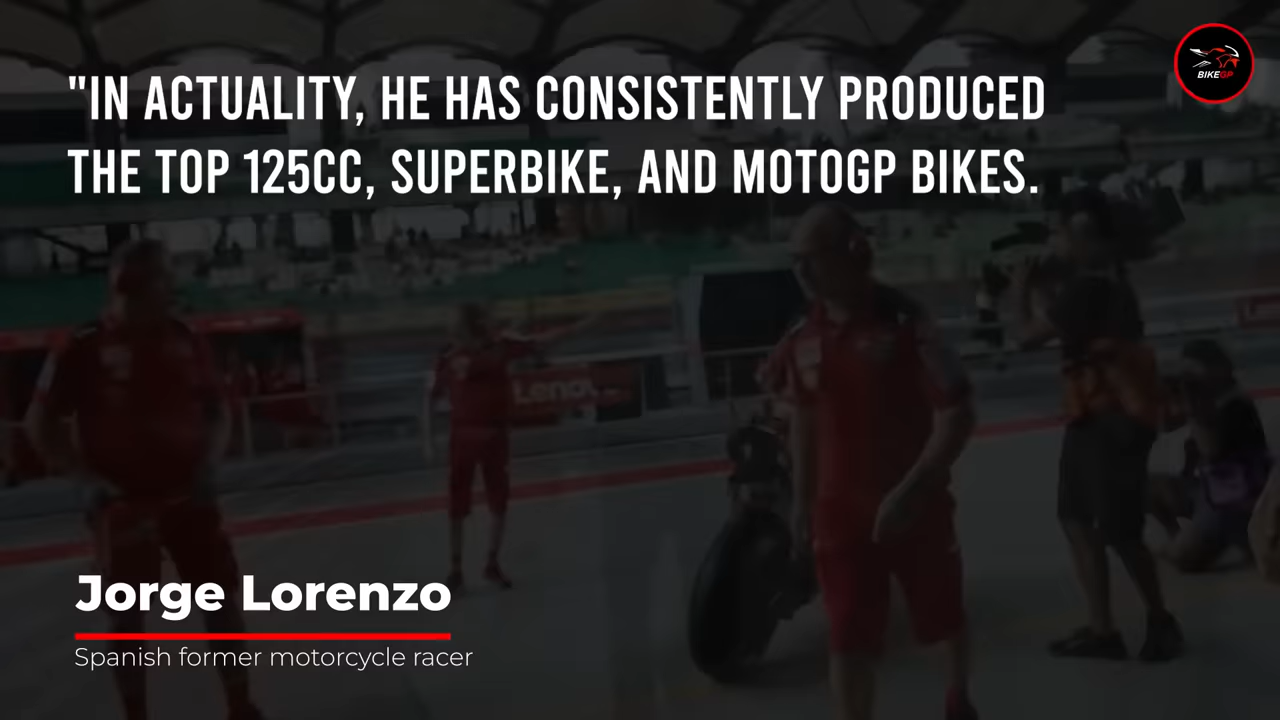 BIKEGP
"IN ACTUALITY, HE HAS CONSISTENTLY PRODUCED
THE TOP 125CC, SUPERBIKE, AND MOTOGP BIKES.
Lenovo
Jorge Lorenzo
Spanish former motorcycle racer